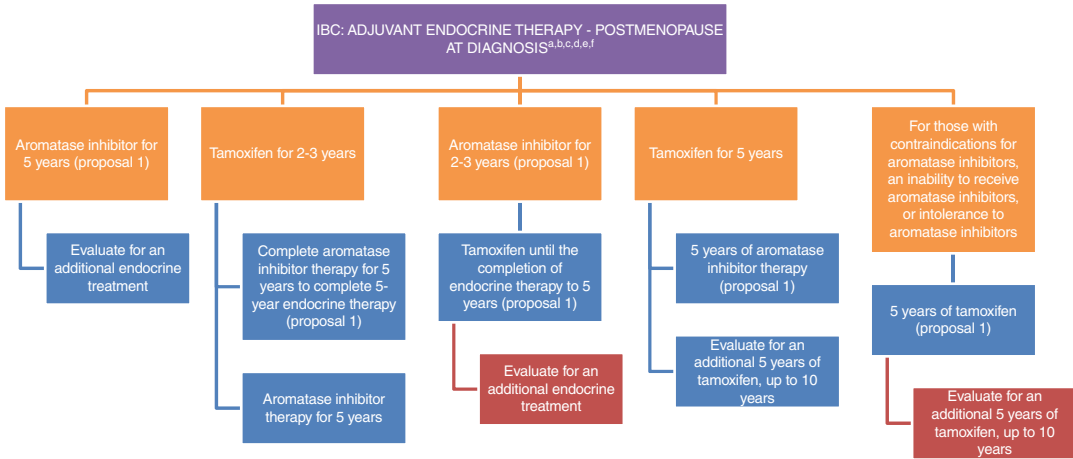 IBC: ADJUVANT ENDOCRINE THERAPY - POSTMENOPAUSE
AT DIAGNOSISa,b,c,d,e,f
Aromatase inhibitor for
5 years (proposal 1)
Evaluate for an
additional endocrine
treatment
Tamoxifen for 2-3 years
Complete aromatase
inhibitor therapy for 5
years to complete 5-
year endocrine therapy
(proposal 1)
Aromatase inhibitor
therapy for 5 years
Aromatase inhibitor for
2-3 years (proposal 1)
Tamoxifen until the
completion of
endocrine therapy to 5
years (proposal 1)
Evaluate for an
additional endocrine
treatment
Tamoxifen for 5 years
5 years of aromatase
inhibitor therapy
(proposal 1)
Evaluate for an
additional 5 years of
tamoxifen, up to 10
years
For those with
contraindications for
aromatase inhibitors,
an inability to receive
aromatase inhibitors,
or intolerance to
aromatase inhibitors
5 years of tamoxifen
(proposal 1)
Evaluate for an
additional 5 years of
tamoxifen, up to 10
years